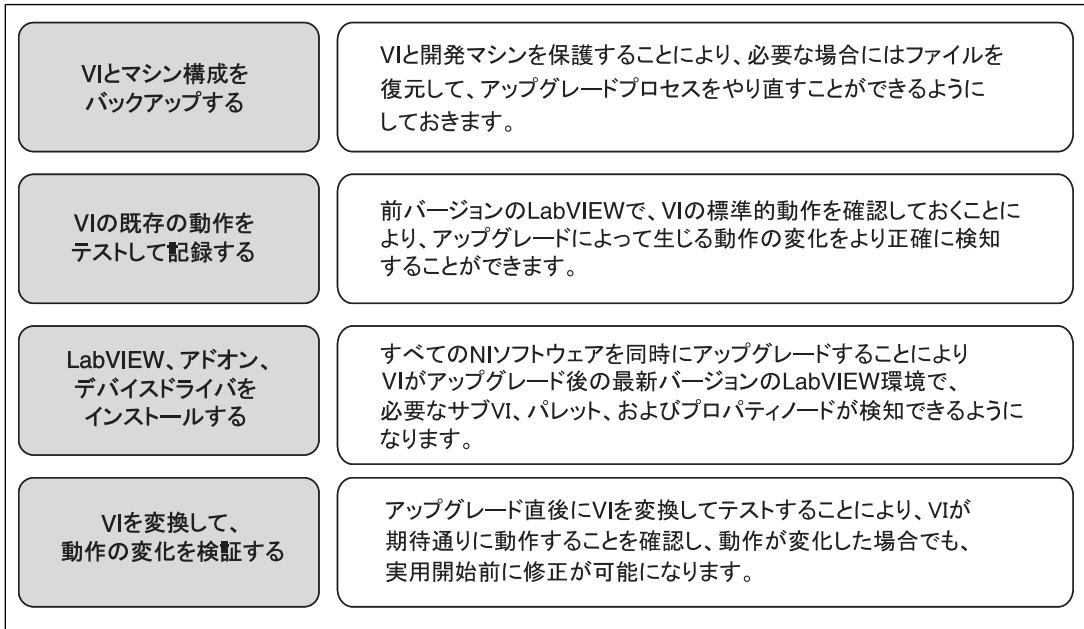 VIとマシン構成を
バックアップする
VIと開発マシンを保護することにより、必要な場合にはファイルを
復元して、アップグレードプロセスをやり直すことができるように
しておきます。
VIの既存の動作を
テストして記録する
前バージョンのLabVIEWで、VIの標準的動作を確認しておくことに
より、アップグレードによって生じる動作の変化をより正確に検知
することができます。
LabVIEW、アドオン、
デバイスドライバを
インストールする
すべてのNIソフトウェアを同時にアップグレードすることにより
VIがアップグレード後の最新バージョンのLabVIEW環境で、
必要なサブVI、パレット、およびプロパティノードが検知できるように
なります。
VIを変換して、
動作の変化を検証する
アップグレード直後にVIを変換してテストすることにより、VIが
期待通りに動作することを確認し、動作が変化した場合でも、
実用開始前に修正が可能になります。